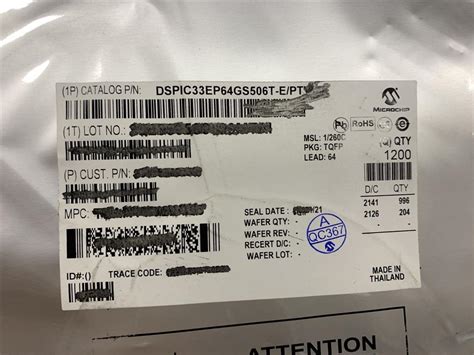 (1P) CATALOG P/N: DSPIC33EP64GS506T-E/PT
MICROCHIP
(1T) LOT NO.:
Pb RoHS e
MSL: 1/260C
PKG: TQFP
LEAD: 64
(Q) QTY
1200
(P) CUST. P/N:
D/C QTY
2141 996
2126 204
MPC:
SEAL DATE: 21
WAFER QTY: -
WAFER REV: -
RECERT D/C: -
WAFER LOT: -
A
QC367
ID#:()
TRACE CODE:
MADE IN
THAILAND
ATTENTION